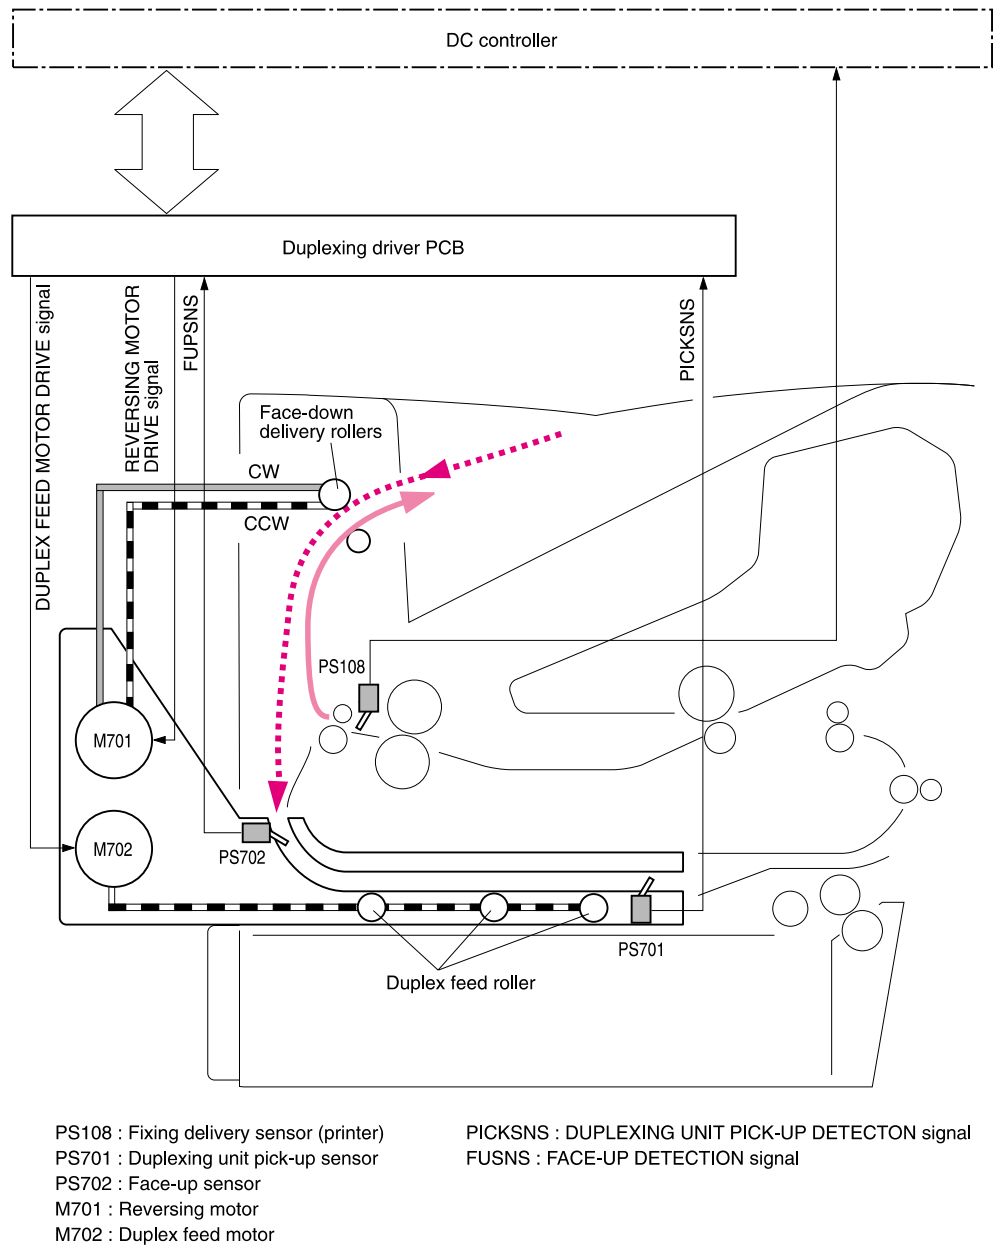 DC controller
Duplexing driver PCB
DUPLEX FEED MOTOR DRIVE signal
REVERSING MOTOR
DRIVE signal
FUPSNS
PICKSNS
Face-down
delivery rollers
CW
CCW
PS108
M701
M702
PS702
PS701
Duplex feed roller
PS108 : Fixing delivery sensor (printer)
PS701 : Duplexing unit pick-up sensor
PS702 : Face-up sensor
M701 : Reversing motor
M702 : Duplex feed motor
PICKSNS : DUPLEXING UNIT PICK-UP DETECTON signal
FUSNS : FACE-UP DETECTION signal